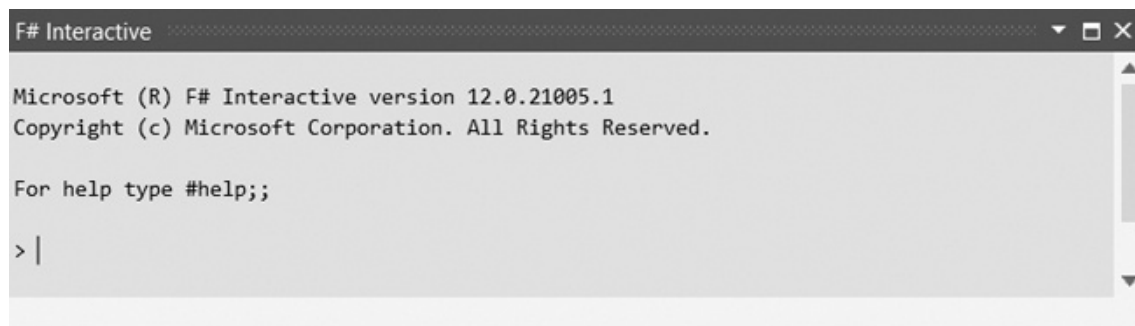 F# Interactive
Microsoft (R) F# Interactive version 12.0.21005.1
Copyright (c) Microsoft Corporation. All Rights Reserved.
For help type #help;;
>